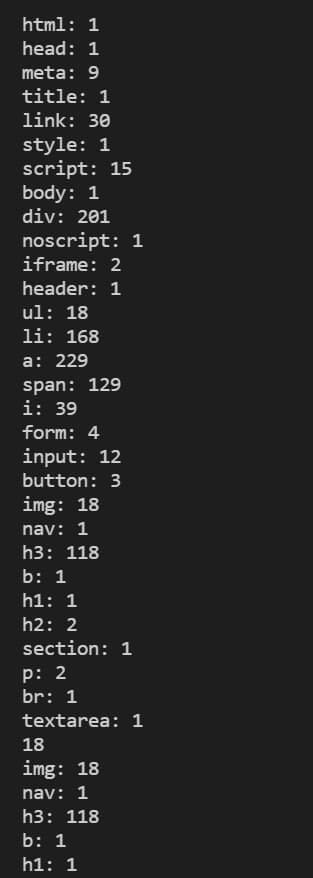 html: 1
head: 1
meta: 9
title: 1
link: 30
style: 1
script: 15
body: 1
div: 201
noscript: 1
iframe: 2
header: 1
ul: 18
li: 168
a: 229
span: 129
i: 39
form: 4
input: 12
button: 3
img: 18
nav: 1
h3: 118
b: 1
h1: 1
h2: 2
section: 1
p: 2
br: 1
textarea: 1
18
img: 18
nav: 1
h3: 118
b: 1
h1: 1